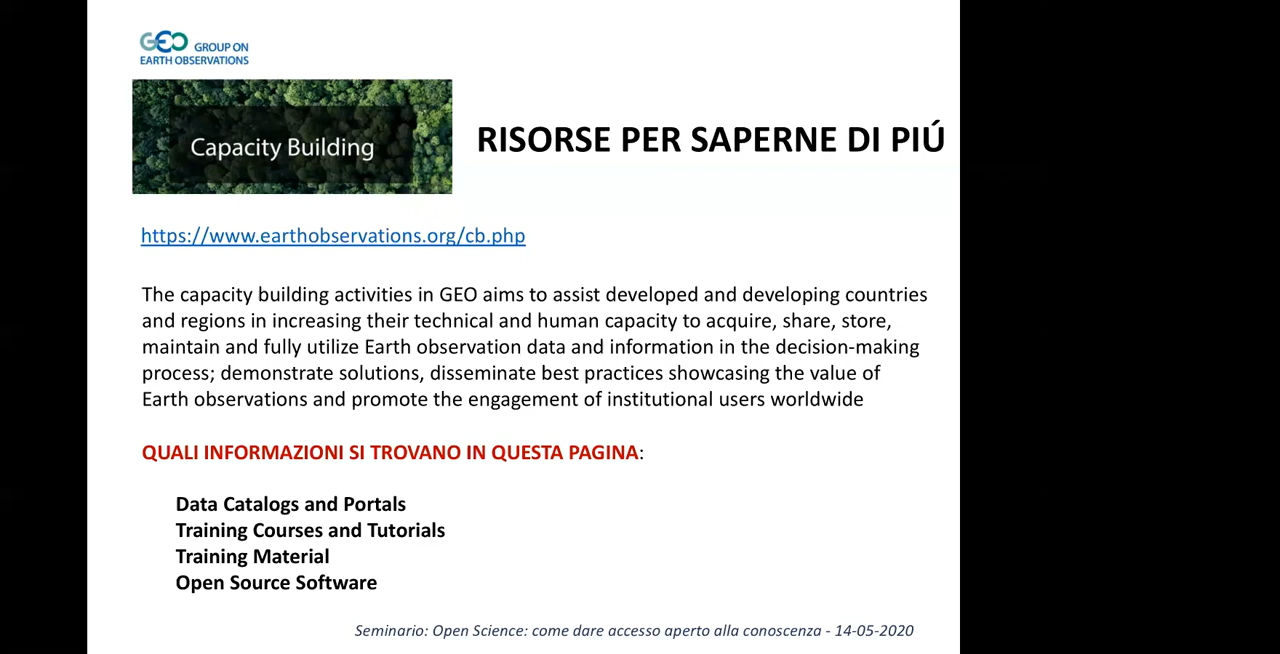 GEO GROUP ON
EARTH OBSERVATIONS
Capacity Building
RISORSE PER SAPERNE DI PIÚ
https://www.earthobservations.org/cb.php
The capacity building activities in GEO aims to assist developed and developing countries
and regions in increasing their technical and human capacity to acquire, share, store,
maintain and fully utilize Earth observation data and information in the decision-making
process; demonstrate solutions, disseminate best practices showcasing the value of
Earth observations and promote the engagement of institutional users worldwide
QUALI INFORMAZIONI SI TROVANO IN QUESTA PAGINA:
Data Catalogs and Portals
Training Courses and Tutorials
Training Material
Open Source Software
Seminario: Open Science: come dare accesso aperto alla conoscenza - 14-05-2020